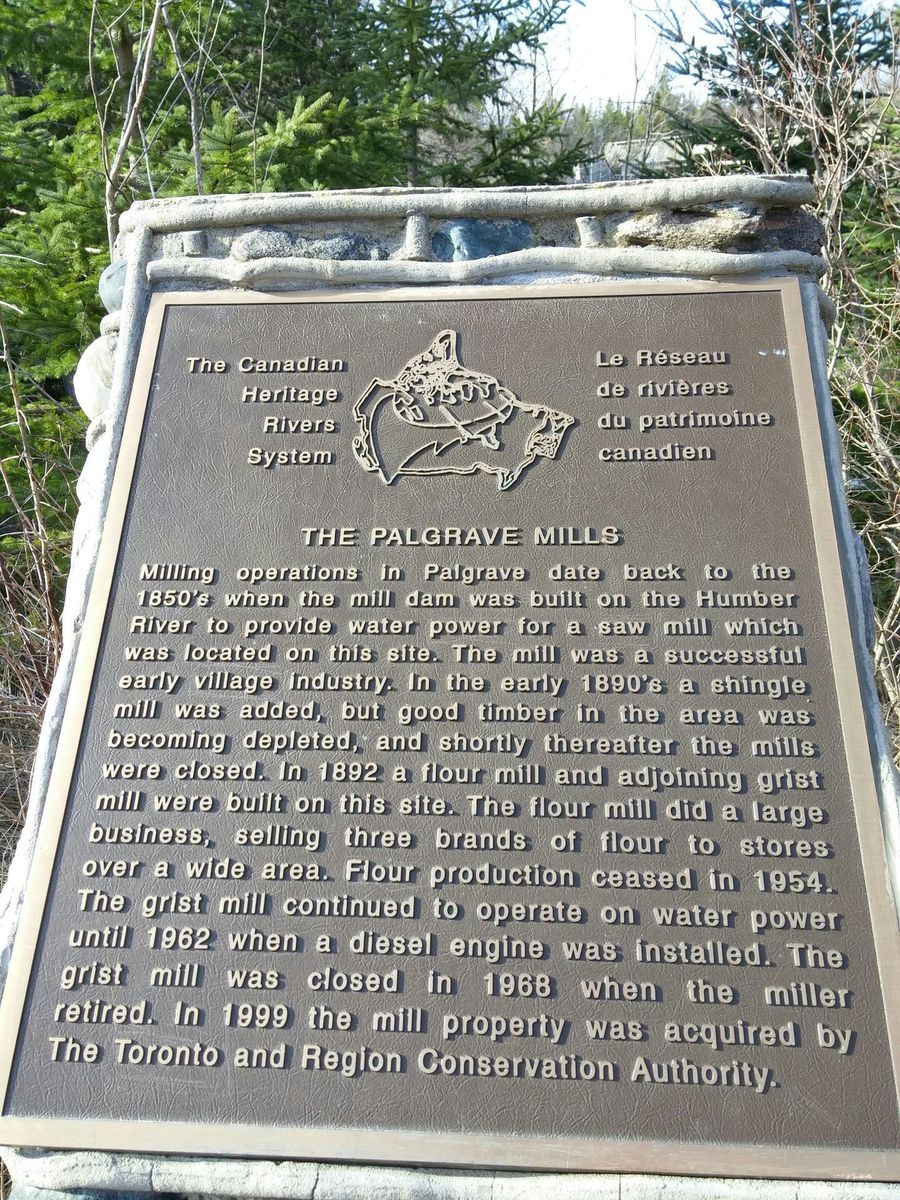 The Canadian
Heritage
Rivers
System
Le Réseau
de rivières
du patrimoine
canadien
THE PALGRAVE MILLS
Milling operations in Palgrave date back to the
1850's when the mill dam was built on the Humber
River to provide water power for a saw mill which
was located on this site. The mill was a successful
early village industry. In the early 1890's a shingle
mill was added, but good timber in the area was
becoming depleted, and shortly thereafter the mills
were closed. In 1892 a flour mill and adjoining grist
mill were built on this site. The flour mill did a large
business, selling three brands of flour to stores
over a wide area. Flour production ceased in 1954.
The grist mill continued to operate on water power
until 1962 when a diesel engine was installed. The
grist mill was closed in 1968 when the miller
retired. In 1999 the mill property was acquired by
The Toronto and Region Conservation Authority.